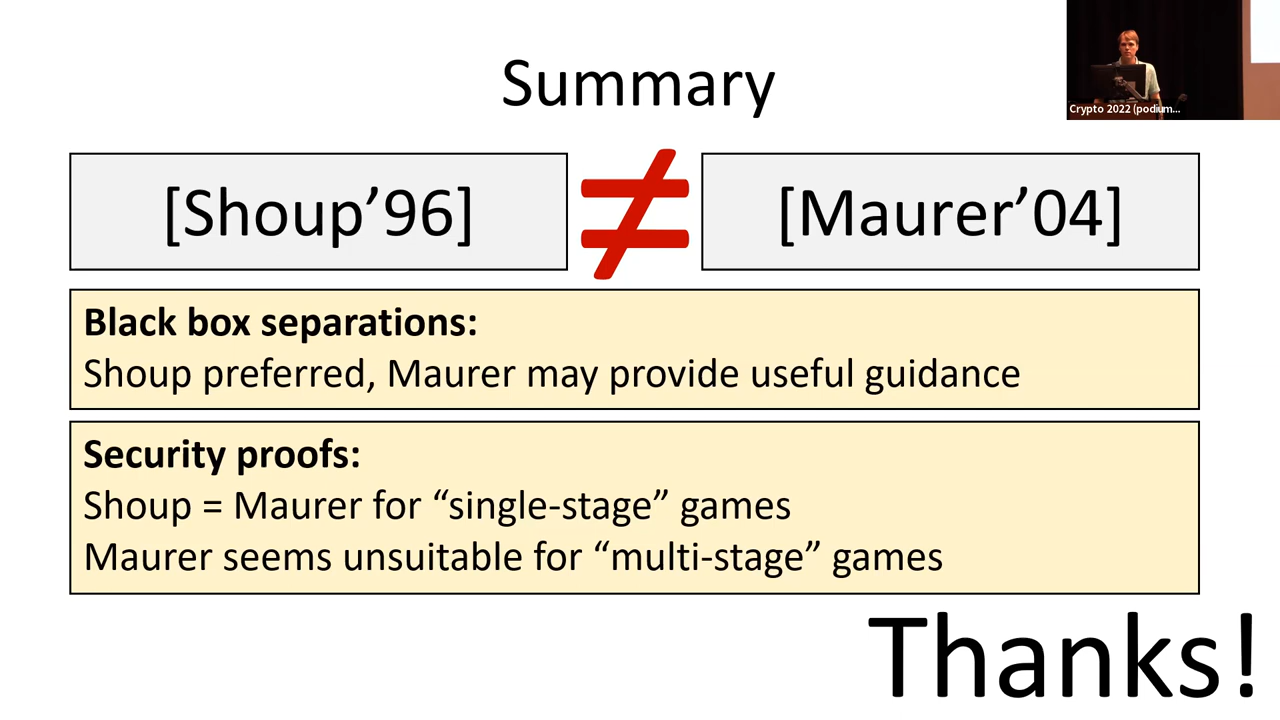 Summary
Crypto 2022 (podium...
[Shoup’96] ≠ [Maurer’04]
Black box separations:
Shoup preferred, Maurer may provide useful guidance
Security proofs:
Shoup = Maurer for “single-stage” games
Maurer seems unsuitable for “multi-stage” games
Thanks!